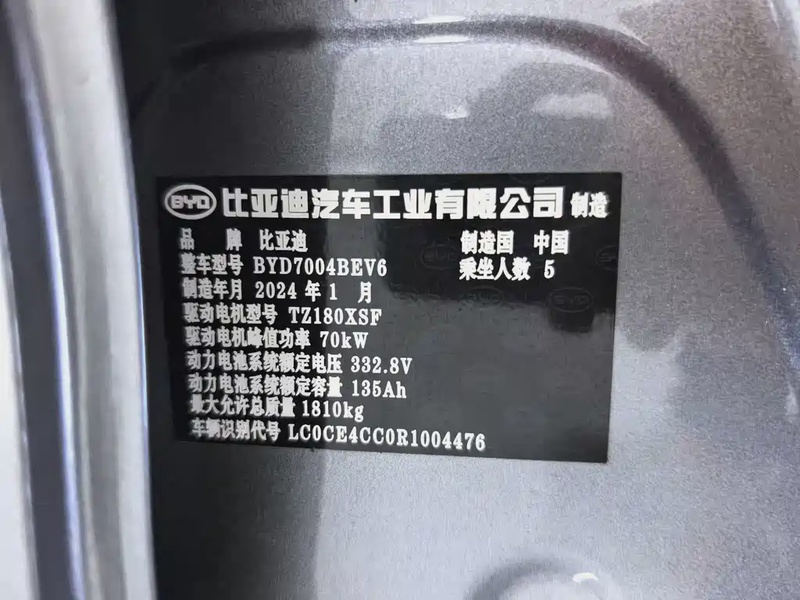 BYD 比亚迪汽车工业有限公司 制造
品 牌 比亚迪 制造国 中国
整车型号 BYD7004BEV6 乘坐人数 5
制造年月 2024 年 1 月
驱动电机型号 TZ180XSF
驱动电机峰值功率 70kW
动力电池系统额定电压 332.8V
动力电池系统额定容量 135Ah
最大允许总质量 1810kg
车辆识别代号 LC0CE4CC0R1004476